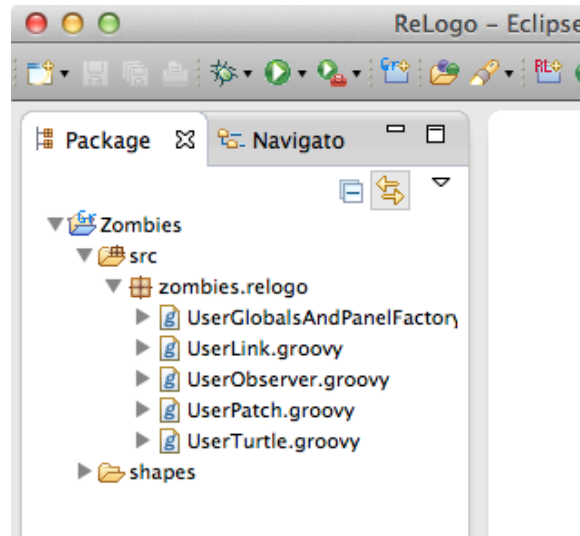 ReLogo – Eclipse
Package Navigato
Zombies
src
zombies.relogo
UserGlobalsAndPanelFactory
UserLink.groovy
UserObserver.groovy
UserPatch.groovy
UserTurtle.groovy
shapes